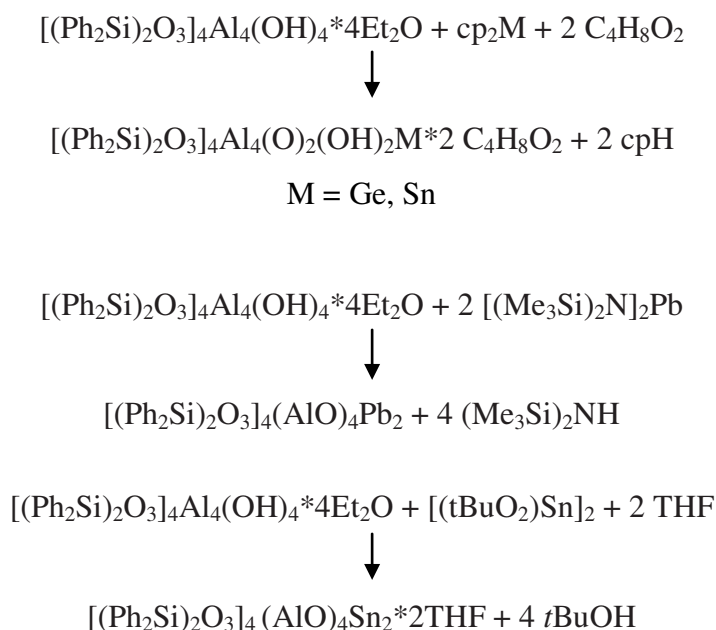 [(Ph₂Si)₂O₃]₄Al₄(OH)₄*4Et₂O + cp₂M + 2 C₄H₈O₂
[(Ph₂Si)₂O₃]₄Al₄(O)₂(OH)₂M*2 C₄H₈O₂ + 2 cpH
M = Ge, Sn
[(Ph₂Si)₂O₃]₄Al₄(OH)₄*4Et₂O + 2 [(Me₃Si)₂N]₂Pb
[(Ph₂Si)₂O₃]₄(AlO)₄Pb₂ + 4 (Me₃Si)₂NH
[(Ph₂Si)₂O₃]₄Al₄(OH)₄*4Et₂O + [(tBuO₂)Sn]₂ + 2 THF
[(Ph₂Si)₂O₃]₄ (AlO)₄Sn₂*2THF + 4 tBuOH